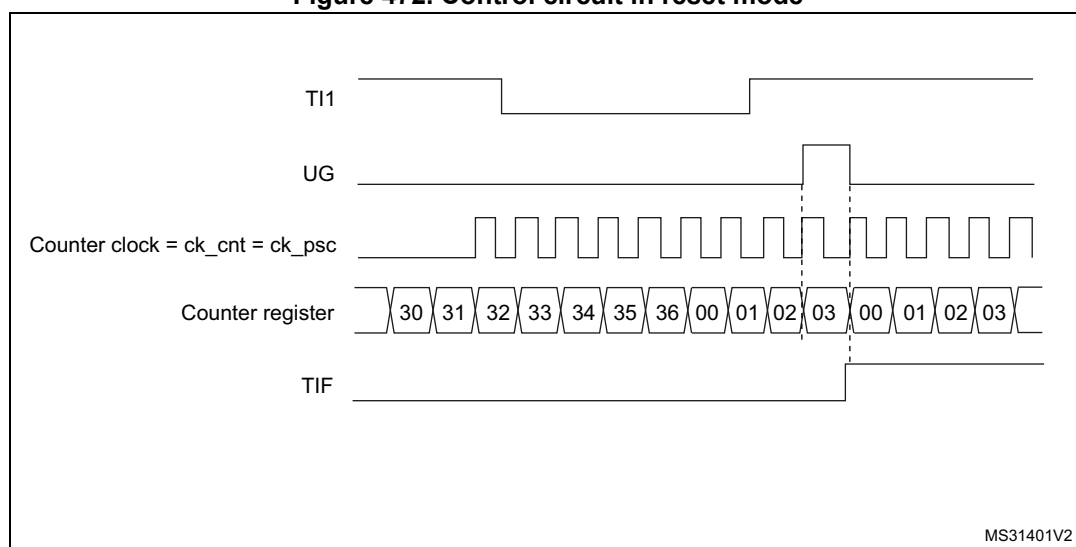 Figure 472. Control circuit in reset mode
TI1
UG
Counter clock = ck_cnt = ck_psc
Counter register 30 31 32 33 34 35 36 00 01 02 03 00 01 02 03
TIF
MS31401V2